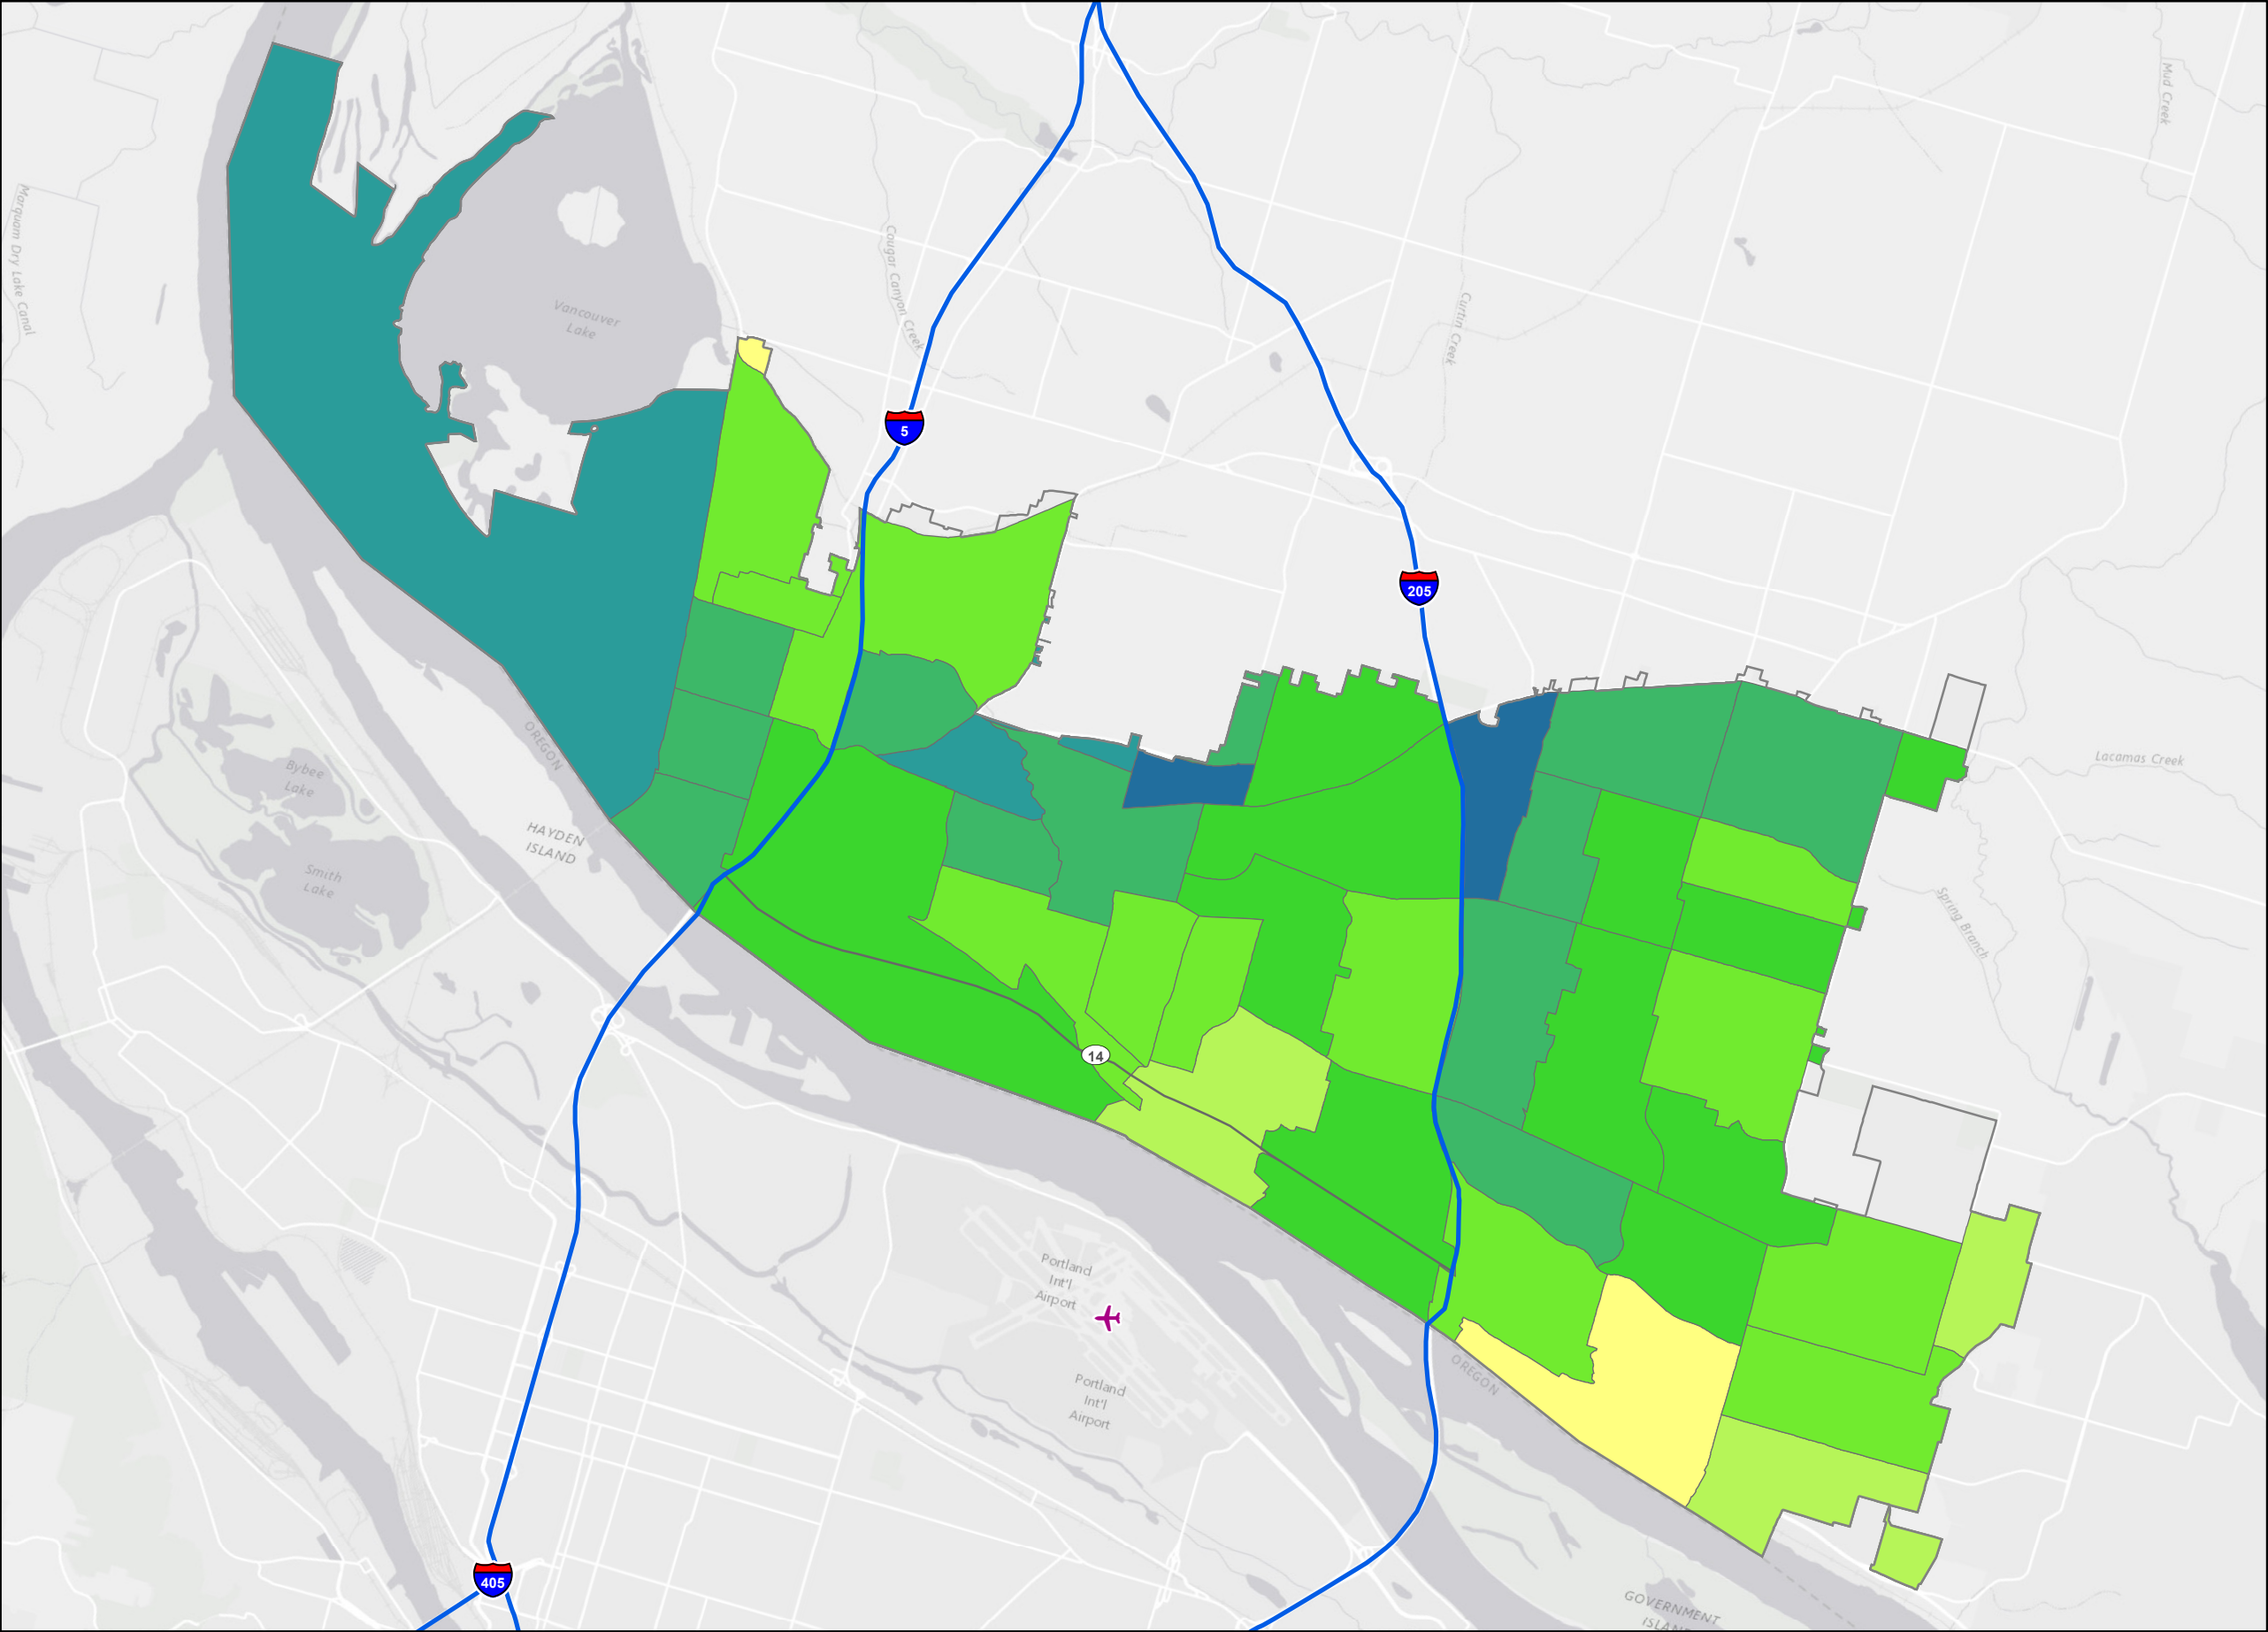 Mud Creek
Marquam Dry Lake Canal
Cougar Canyon Creek
Vancouver
Lake
Curtin Creek
5
205
OREGON
Bybee
Lake
Lacamas Creek
HAYDEN
ISLAND
Smith
Lake
Spring Branch
14
Portland
Int'l
Airport
Portland
Int'l
Airport
OREGON
405
GOVERNMENT
ISLAND